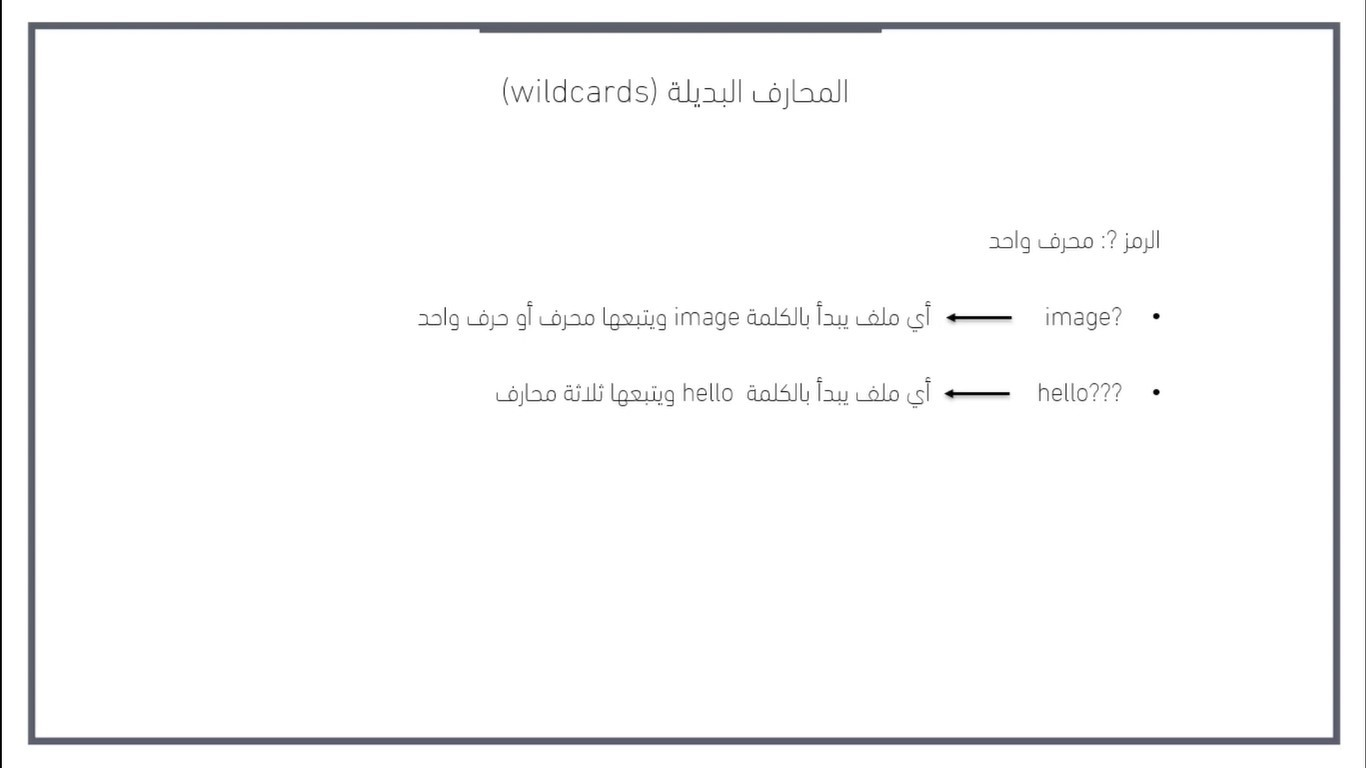 المحارف البديلة (wildcards)
الرمز ?: محرف واحد
• image? ← أي ملف يبدأ بالكلمة image ويتبعها محرف أو حرف واحد
• hello??? ← أي ملف يبدأ بالكلمة hello ويتبعها ثلاثة محارف